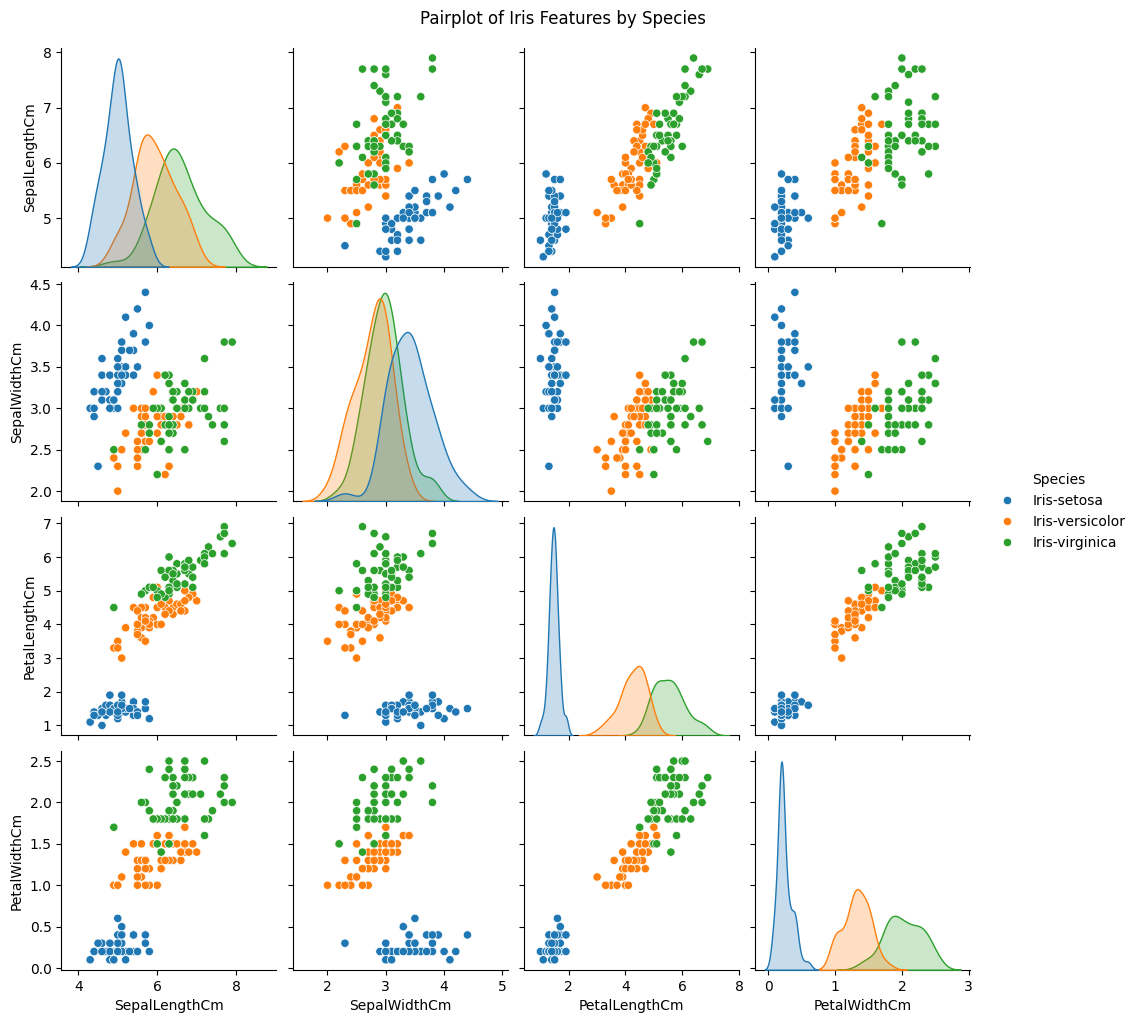 Pairplot of Iris Features by Species
SepalLengthCm
8
7
6
5
6
8
2
3
4
5
2
4
6
8
0
1
2
3
SepalWidthCm
4.5
4.0
3.5
3.0
2.5
2.0
Species
Iris-setosa
Iris-versicolor
Iris-virginica
PetalLengthCm
7
6
5
4
3
2
1
PetalWidthCm
2.5
2.0
1.5
1.0
0.5
0.0
4
SepalLengthCm
SepalWidthCm
PetalLengthCm
PetalWidthCm